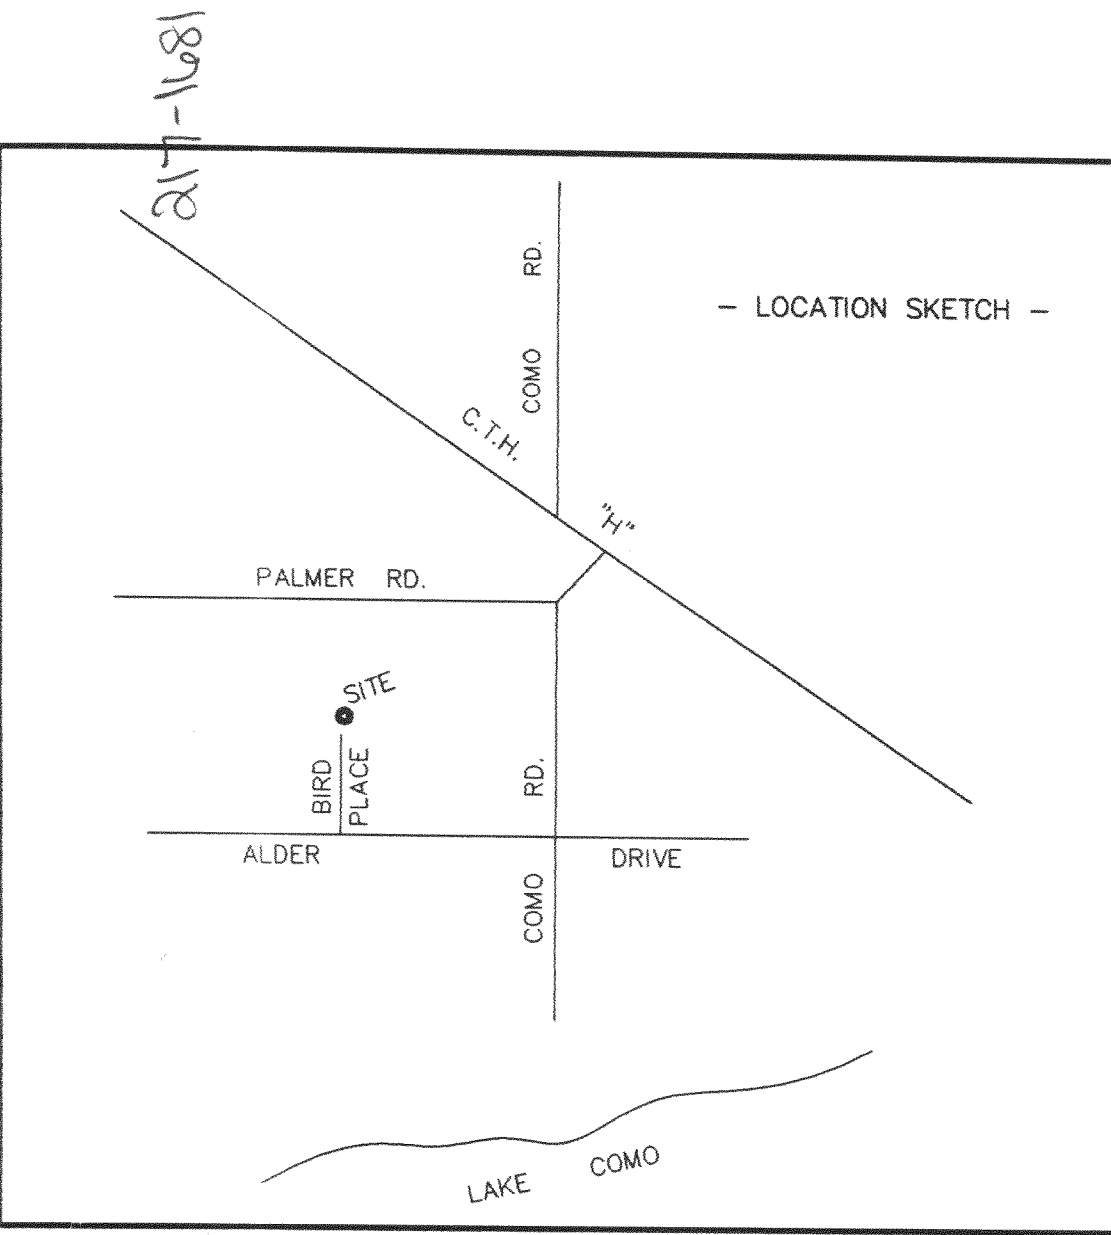 217-1681
- LOCATION SKETCH -
COMO RD.
C.T.H. "H"
PALMER RD.
SITE
BIRD
PLACE
COMO RD.
ALDER DRIVE
LAKE COMO